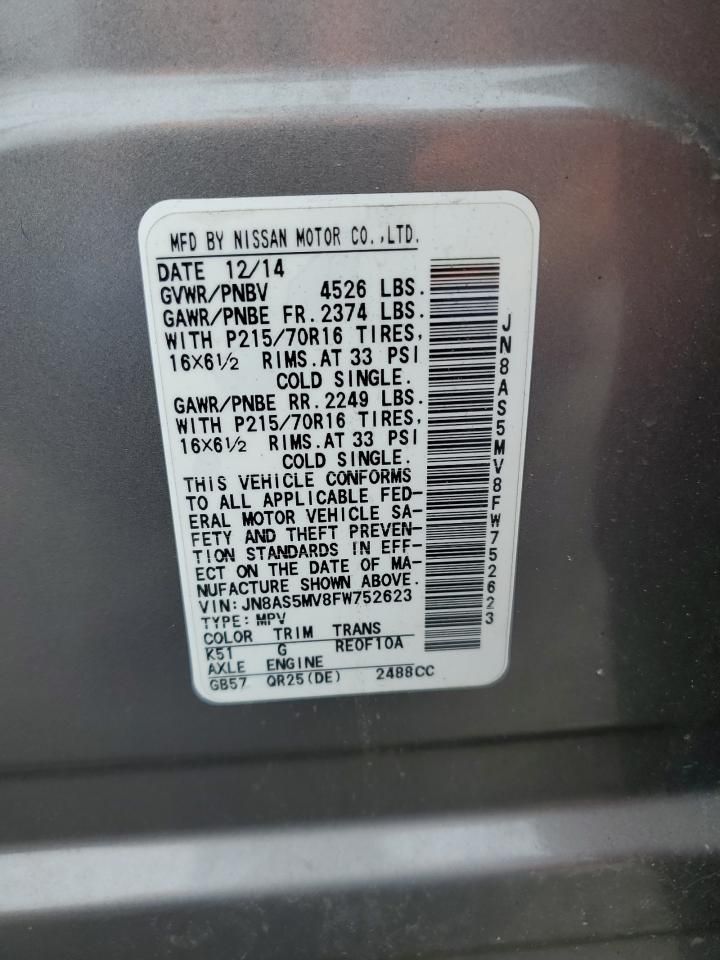 MFD BY NISSAN MOTOR CO.,LTD.
DATE 12/14
GVWR/PNBV 4526 LBS.
GAWR/PNBE FR.2374 LBS.
WITH P215/70R16 TIRES,
16X6½ RIMS.AT 33 PSI
COLD SINGLE.
GAWR/PNBE RR.2249 LBS.
WITH P215/70R16 TIRES,
16X6½ RIMS.AT 33 PSI
COLD SINGLE.
THIS VEHICLE CONFORMS
TO ALL APPLICABLE FED-
ERAL MOTOR VEHICLE SA-
FETY AND THEFT PREVEN-
TION STANDARDS IN EFF-
ECT ON THE DATE OF MA-
NUFACTURE SHOWN ABOVE.
VIN:JN8AS5MV8FW752623
TYPE:MPV
COLOR TRIM TRANS
K51 G RE0F10A
AXLE ENGINE
GB57 QR25(DE) 2488CC
JN8AS5MV8FW752623